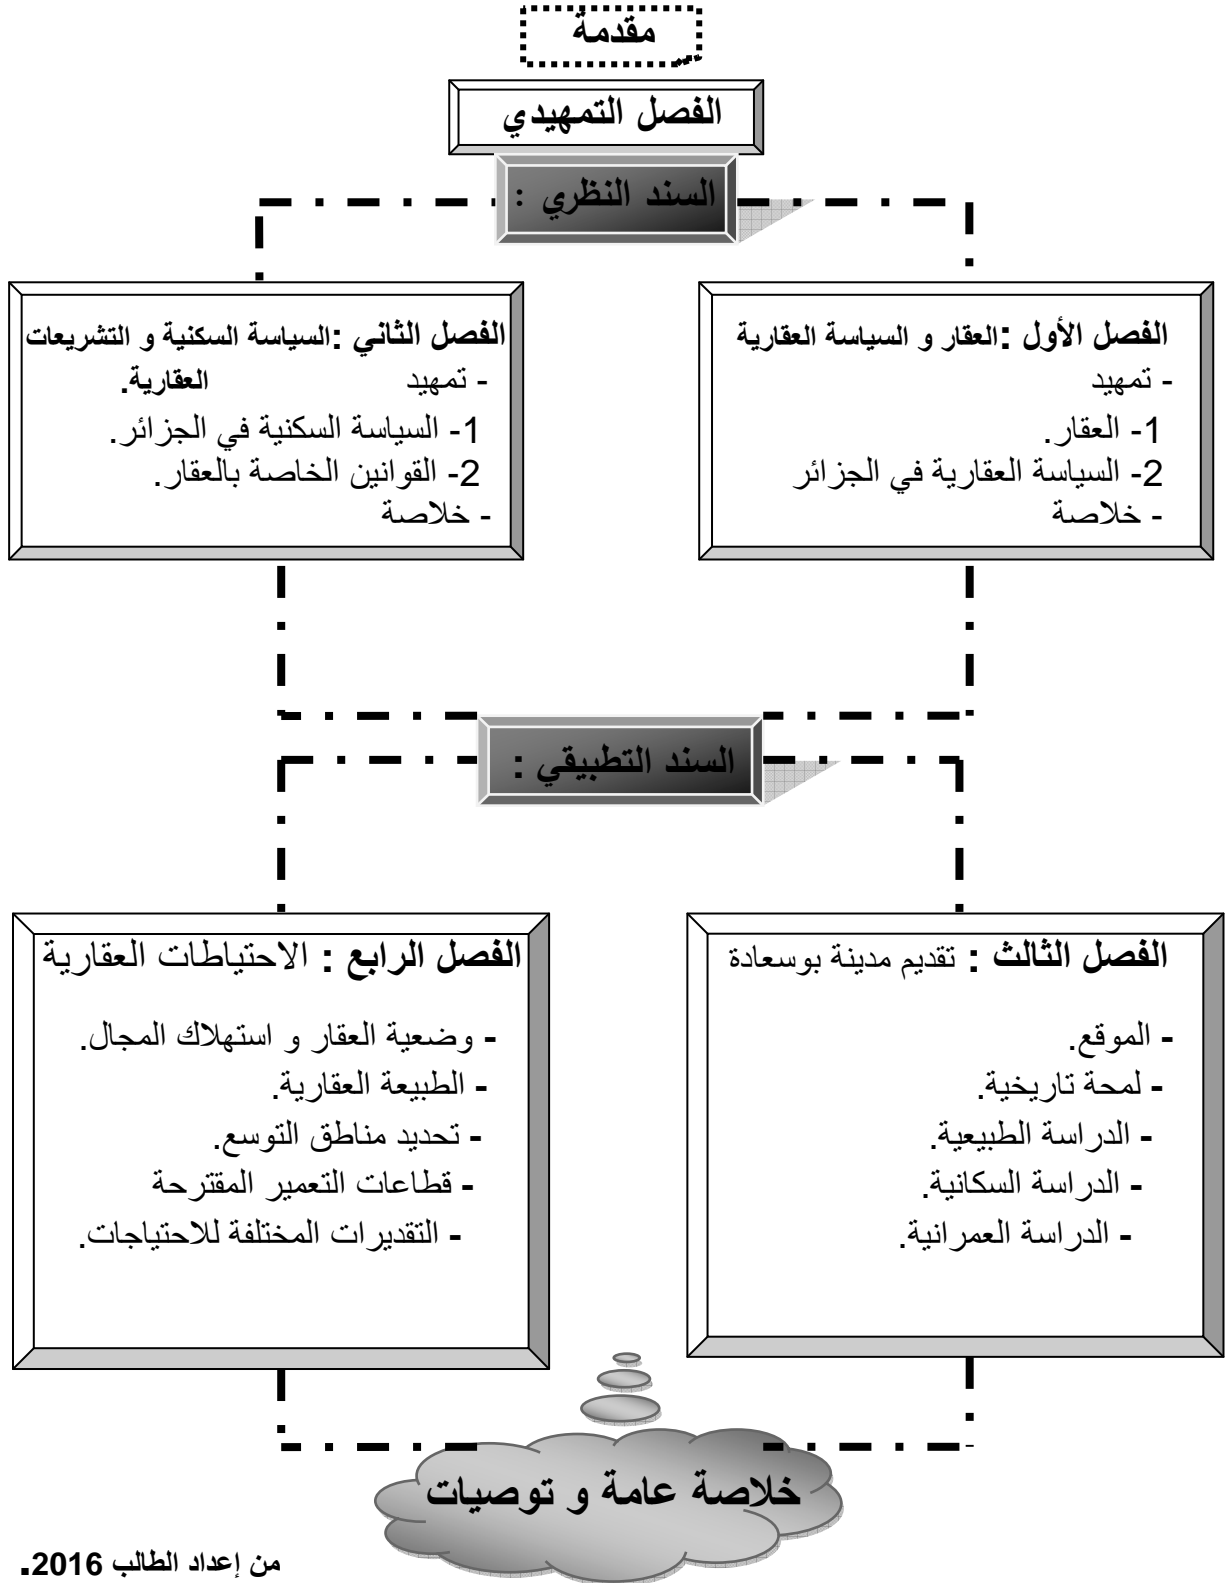 مقدمة
الفصل التمهيدي
السند النظري :
الفصل الأول :العقار و السياسة العقارية
- تمهيد
1- العقار.
2- السياسة العقارية في الجزائر
- خلاصة
الفصل الثاني :السياسة السكنية و التشريعات
- تمهيد العقارية.
1- السياسة السكنية في الجزائر.
2- القوانين الخاصة بالعقار.
- خلاصة
السند التطبيقي :
الفصل الثالث : تقديم مدينة بوسعادة
- الموقع.
- لمحة تاريخية.
- الدراسة الطبيعية.
- الدراسة السكانية.
- الدراسة العمرانية.
الفصل الرابع : الاحتياطات العقارية
- وضعية العقار و استهلاك المجال.
- الطبيعة العقارية.
- تحديد مناطق التوسع.
- قطاعات التعمير المقترحة
- التقديرات المختلفة للاحتياجات.
خلاصة عامة و توصيات
من إعداد الطالب 2016.